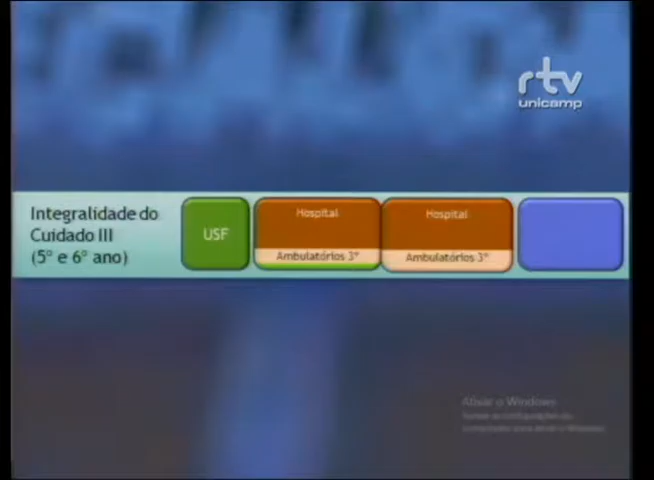 rtv
unicamp
Integralidade do
Cuidado III
(5º e 6º ano)
USF
Hospital
Ambulatórios 3º
Hospital
Ambulatórios 3º
Ativar o Windows